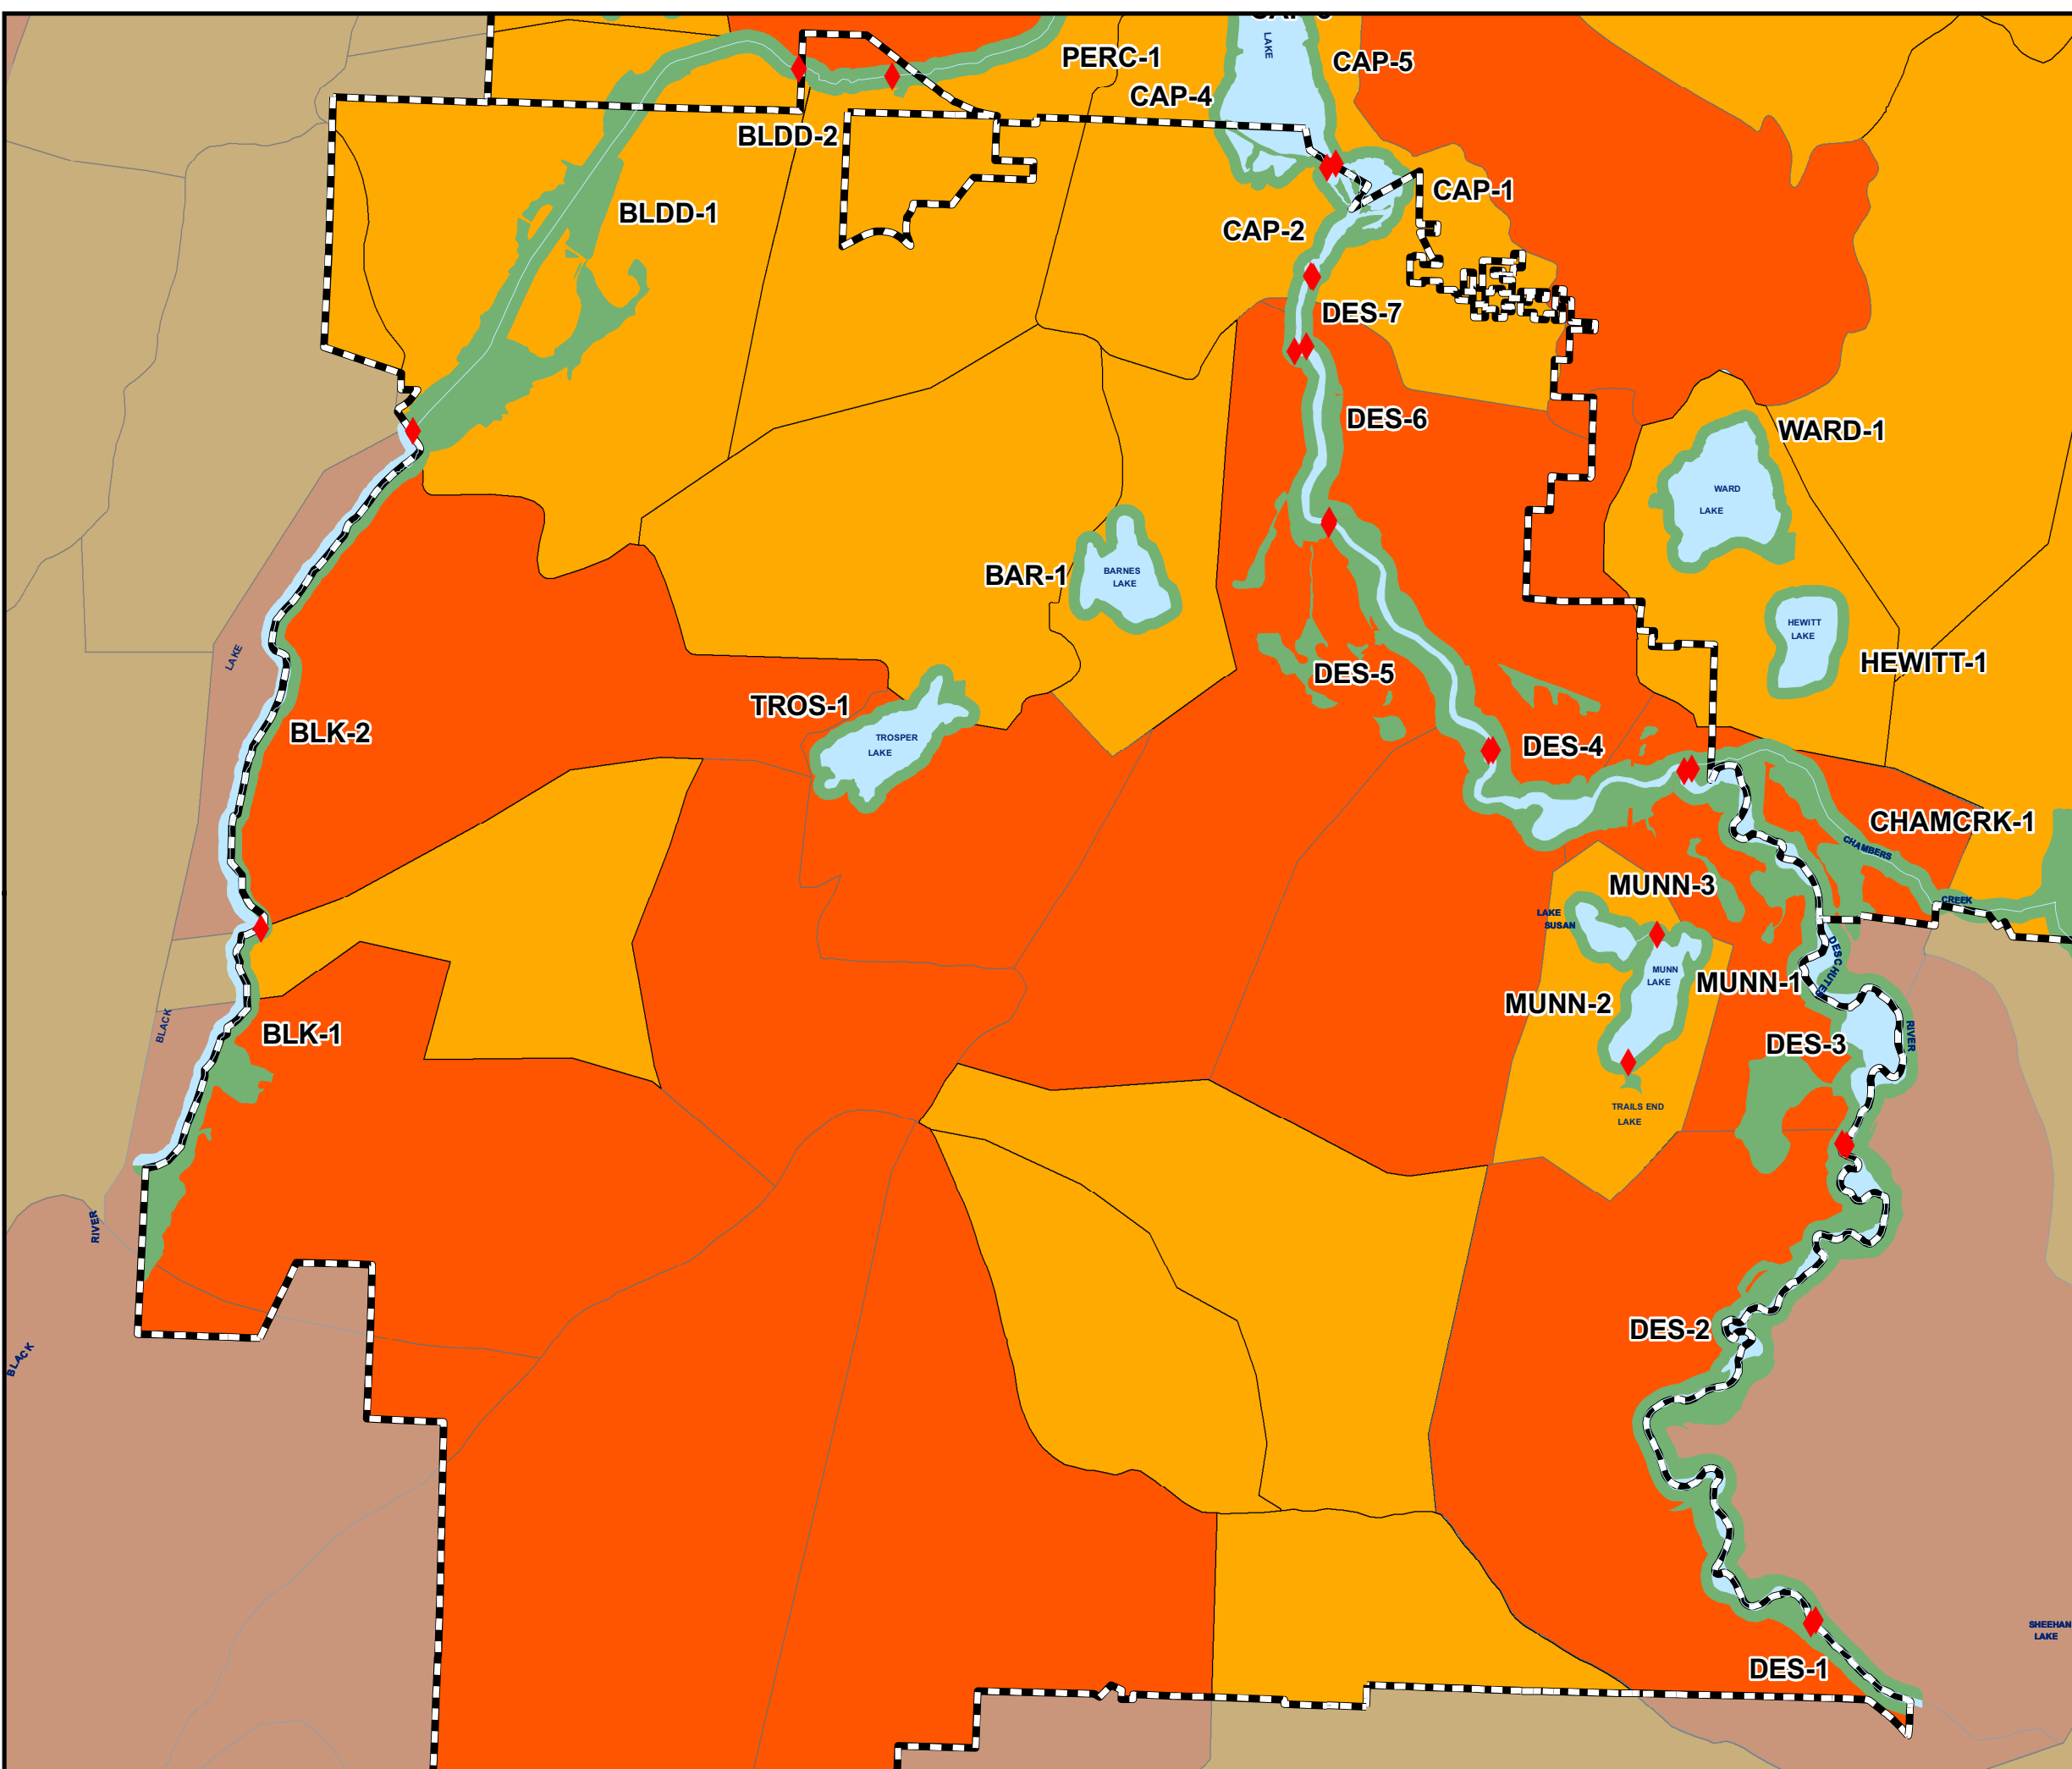 LAKE
PERC-1
CAP-5
CAP-4
BLDD-2
CAP-1
BLDD-1
CAP-2
DES-7
DES-6
WARD-1
WARD
LAKE
BAR-1
BARNES
LAKE
HEWITT
LAKE
HEWITT-1
LAKE
DES-5
TROS-1
TROSPER
LAKE
BLK-2
DES-4
CHAMCRK-1
CHAMBERS
CREEK
MUNN-3
LAKE
SUSAN
MUNN
LAKE
MUNN-1
MUNN-2
DESCHUTES
RIVER
DES-3
BLACK
BLK-1
TRAILS END
LAKE
RIVER
BLACK
DES-2
SHEEHAN
LAKE
DES-1